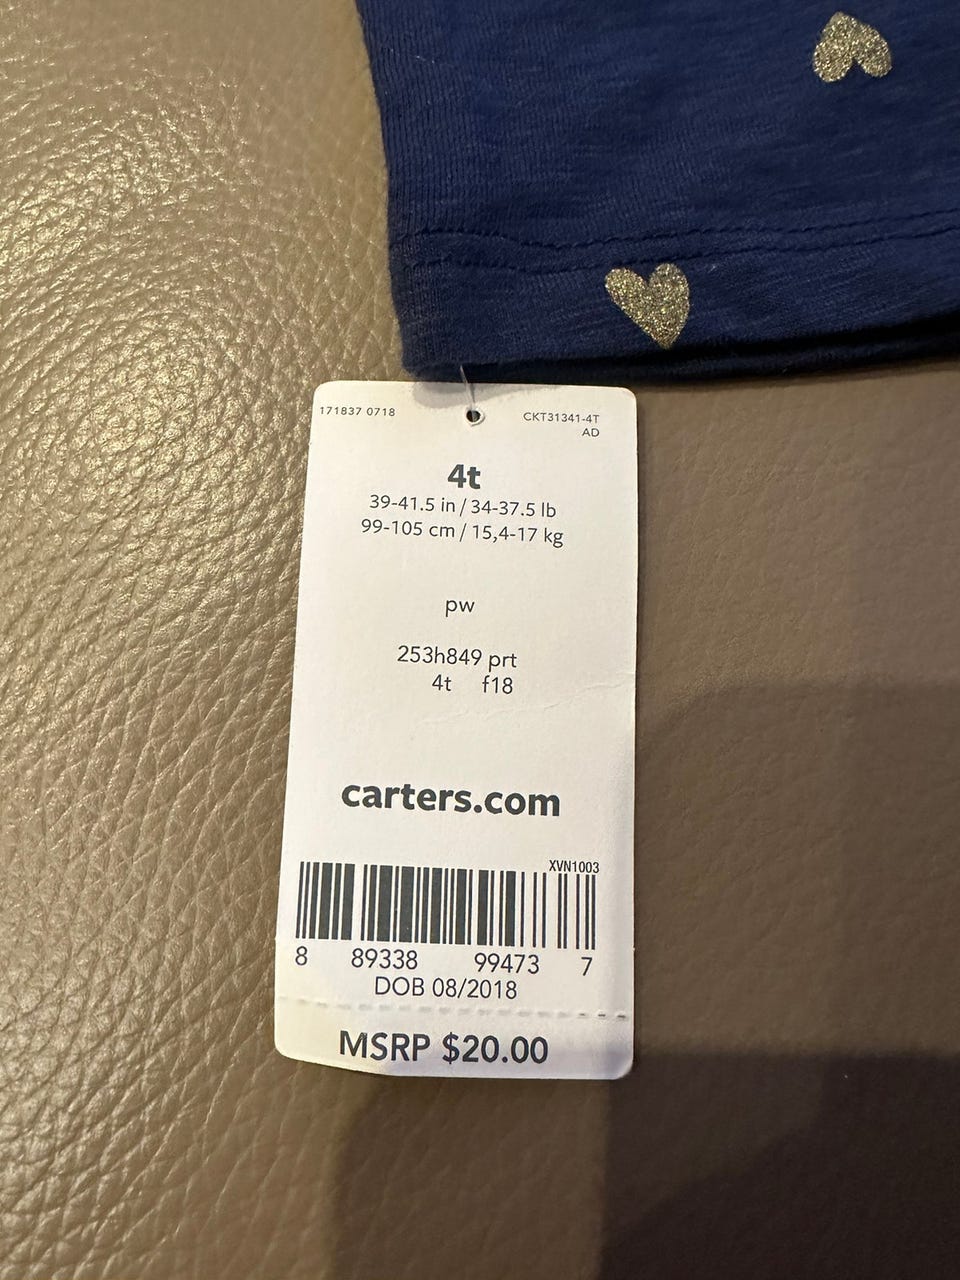 171837 0718
CKT31341-4T
AD
4t
39-41.5 in / 34-37.5 lb
99-105 cm / 15,4-17 kg
pw
253h849 prt
4t f18
carters.com
XVN1003
8 89338 99473 7
DOB 08/2018
MSRP $20.00